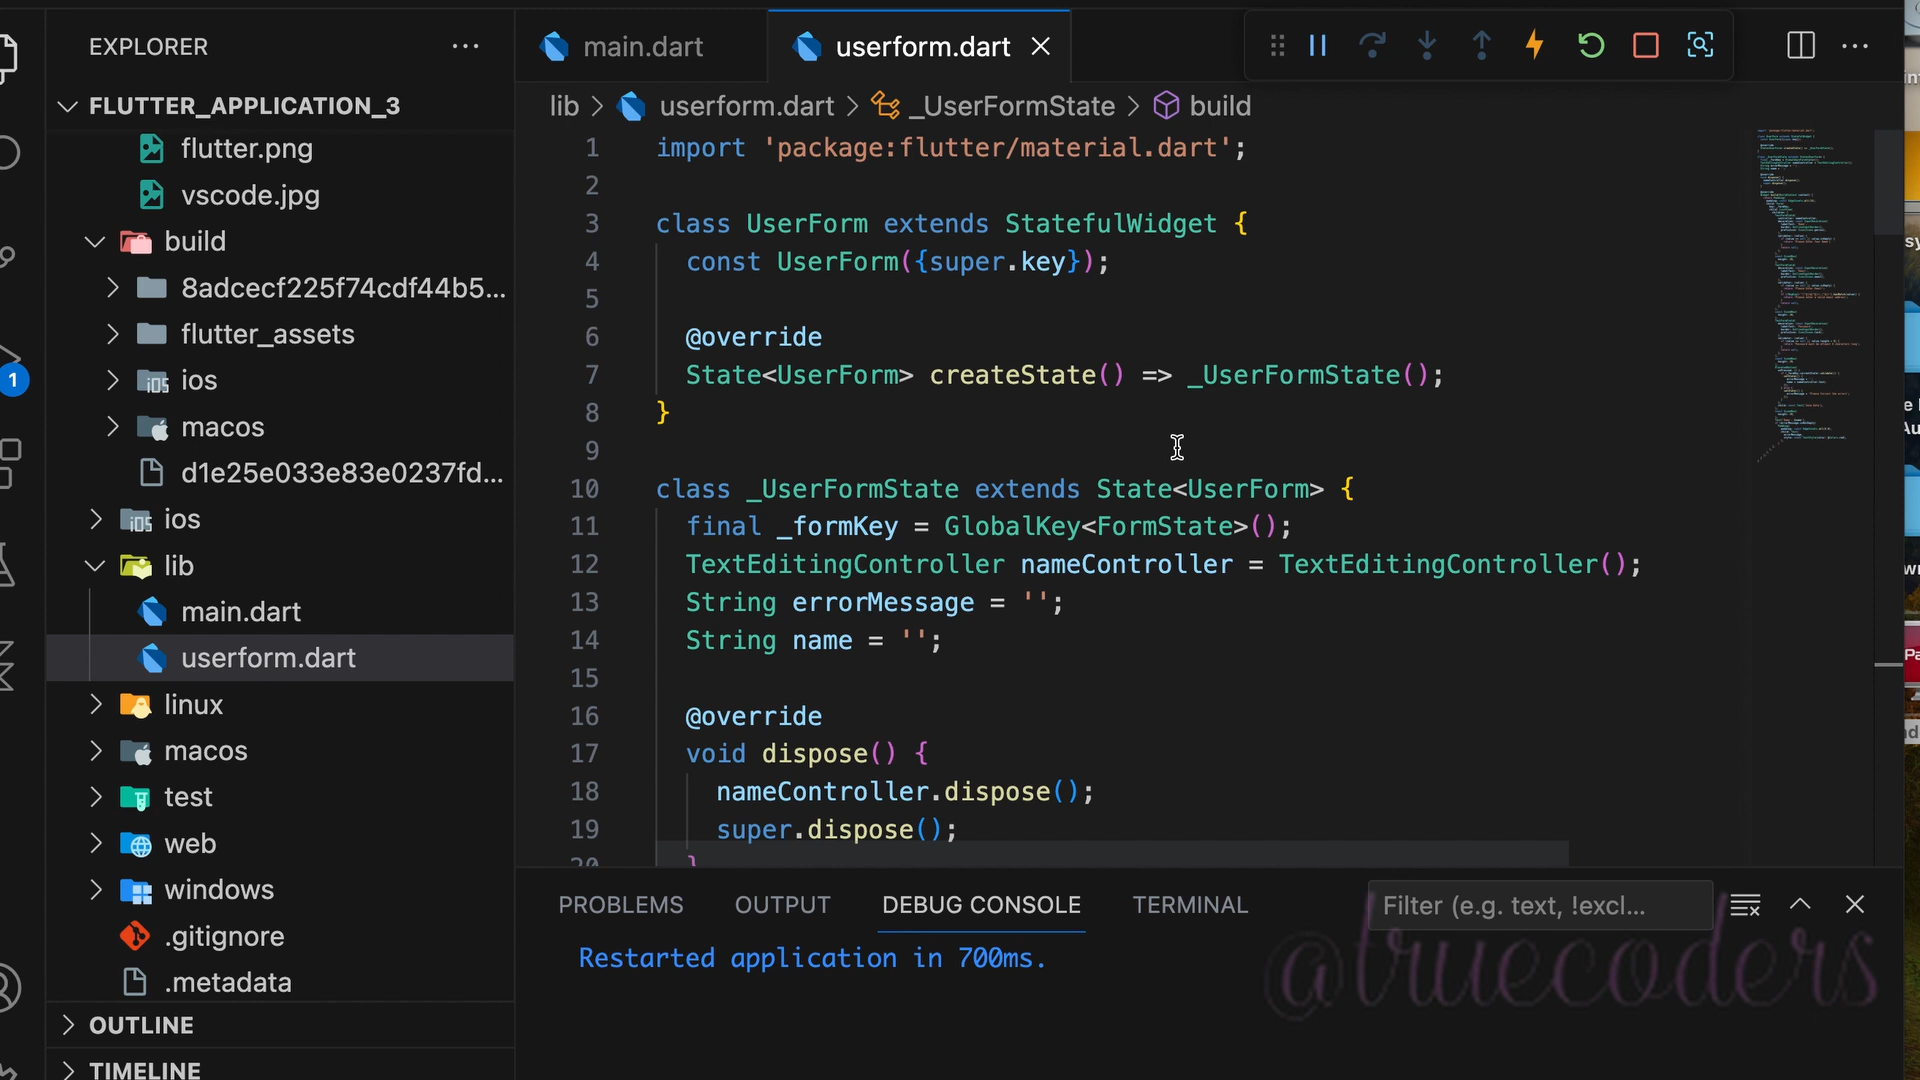 EXPLORER
main.dart
userform.dart
FLUTTER_APPLICATION_3
lib > userform.dart > _UserFormState > build
flutter.png
vscode.jpg
build
8adcecf225f74cdf44b5...
flutter_assets
ios
macos
d1e25e033e83e0237fd...
ios
lib
main.dart
userform.dart
linux
macos
test
web
windows
.gitignore
.metadata
OUTLINE
TIMELINE
1
1 import 'package:flutter/material.dart';
2
3 class UserForm extends StatefulWidget {
4 const UserForm({super.key});
5
6 @override
7 State<UserForm> createState() => _UserFormState();
8 }
9
10 class _UserFormState extends State<UserForm> {
11 final _formKey = GlobalKey<FormState>();
12 TextEditingController nameController = TextEditingController();
13 String errorMessage = '';
14 String name = '';
15
16 @override
17 void dispose() {
18 nameController.dispose();
19 super.dispose();
20 }
PROBLEMS OUTPUT DEBUG CONSOLE TERMINAL
Filter (e.g. text, !excl...
Restarted application in 700ms.
@truecoders